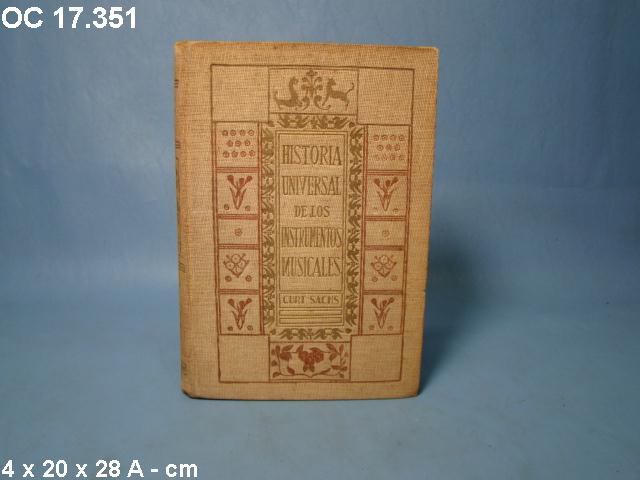 OC 17.351
HISTORIA
UNIVERSAL
DE LOS
INSTRUMENTOS
MUSICALES
CURT SACHS
4 x 20 x 28 A - cm